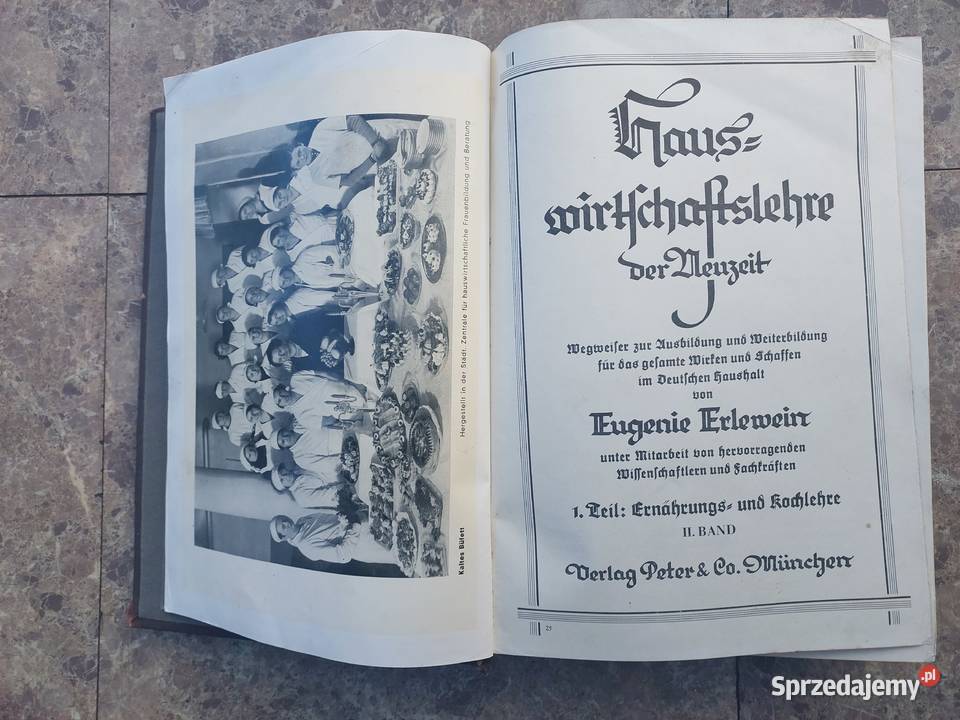 Kaltes Büfett
Hergestellt in der Städt. Zentrale für hauswirtschaftliche Frauenbildung und Beratung
Haus=
wirtschaftslehre
der Neuzeit
Wegweiser zur Ausbildung und Weiterbildung
für das gesamte Wirken und Schaffen
im Deutschen Haushalt
von
Eugenie Erlewein
unter Mitarbeit von hervorragenden
Wissenschaftlern und Fachkräften
1. Teil: Ernährungs= und Kochlehre
II. BAND
Verlag Peter & Co. München
25
Sprzedajemy.pl